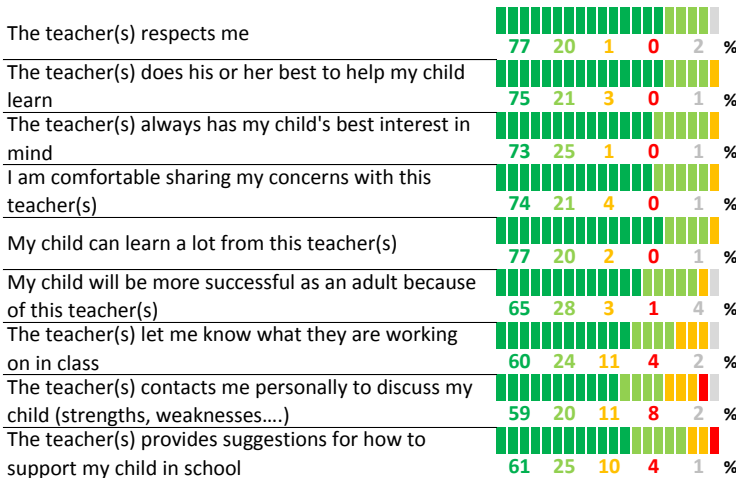 The teacher(s) respects me
77 20 1 0 2 %
The teacher(s) does his or her best to help my child
learn
75 21 3 0 1 %
The teacher(s) always has my child's best interest in
mind
73 25 1 0 1 %
I am comfortable sharing my concerns with this
teacher(s)
74 21 4 0 1 %
My child can learn a lot from this teacher(s)
77 20 2 0 1 %
My child will be more successful as an adult because
of this teacher(s)
65 28 3 1 4 %
The teacher(s) let me know what they are working
on in class
60 24 11 4 2 %
The teacher(s) contacts me personally to discuss my
child (strengths, weaknesses....)
59 20 11 8 2 %
The teacher(s) provides suggestions for how to
support my child in school
61 25 10 4 1 %